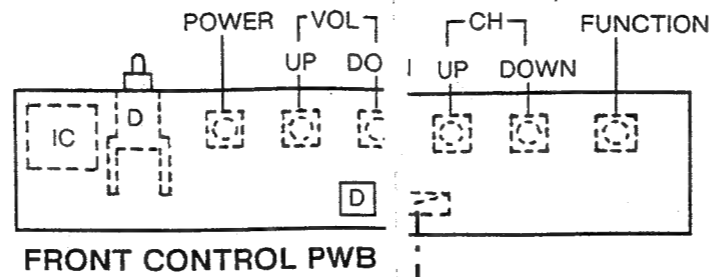 POWER VOL CH FUNCTION
UP DO UP DOWN
IC D
D
FRONT CONTROL PWB